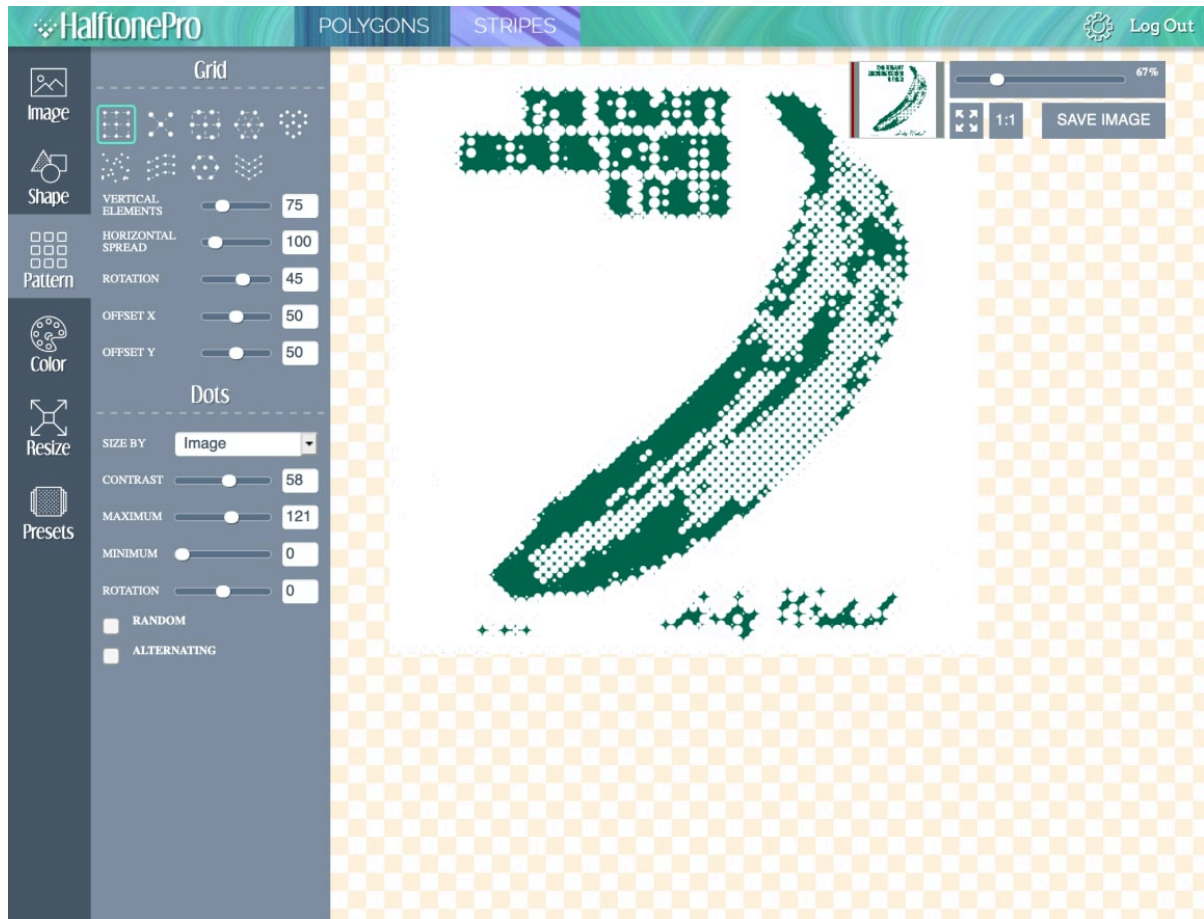 HalftonePro
POLYGONS
STRIPES
Log Out
Image
Shape
Pattern
Color
Resize
Presets
Grid
VERTICAL ELEMENTS 75
HORIZONTAL SPREAD 100
ROTATION 45
OFFSET X 50
OFFSET Y 50
Dots
SIZE BY Image
CONTRAST 58
MAXIMUM 121
MINIMUM 0
ROTATION 0
RANDOM
ALTERNATING
67%
1:1
SAVE IMAGE